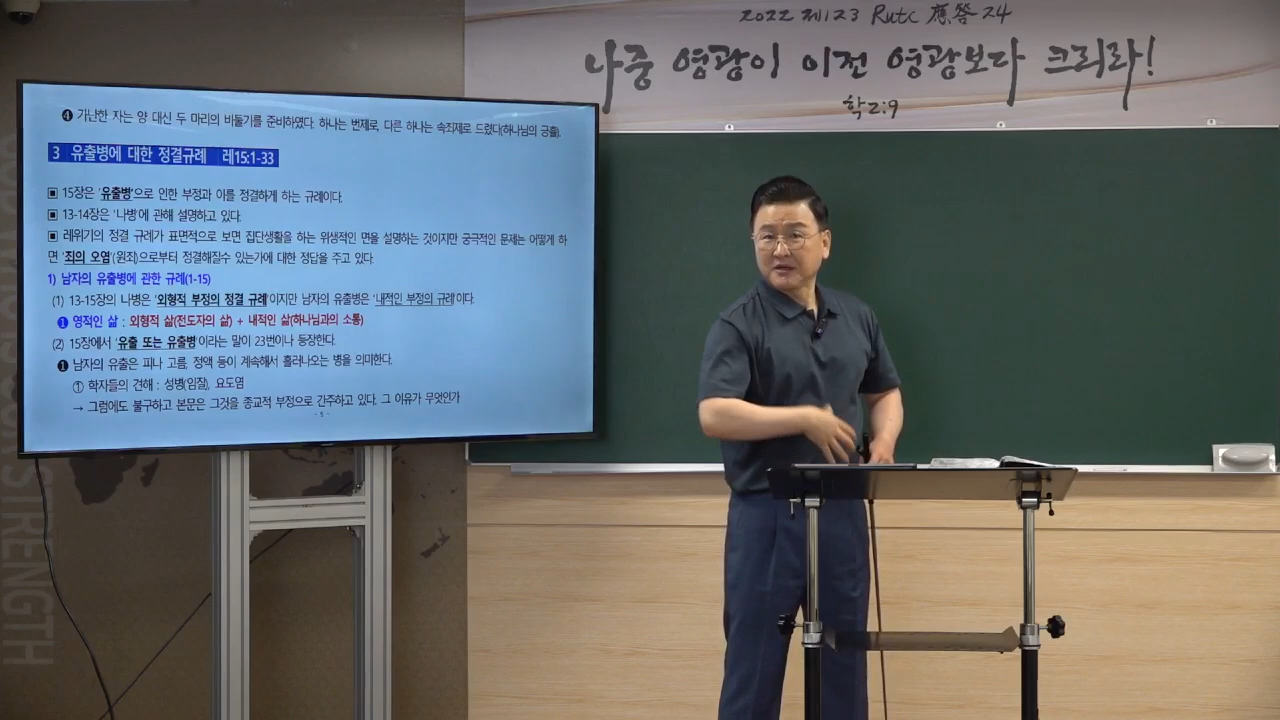 2022 제123 Rutc 應答 24
나중 영광이 이전 영광보다 크리라!
학2:9
❹ 가난한 자는 양 대신 두 마리의 비둘기를 준비하였다. 하나는 번제로, 다른 하나는 속죄제로 드렸다(하나님의 긍휼).
3 유출병에 대한 정결규례 레15:1-33
▣ 15장은 '유출병'으로 인한 부정과 이를 정결하게 하는 규례이다.
▣ 13-14장은 '나병'에 관해 설명하고 있다.
▣ 레위기의 정결 규례가 표면적으로 보면 집단생활을 하는 위생적인 면을 설명하는 것이지만 궁극적인 문제는 어떻게 하
면 '죄의 오염'(원죄)으로부터 정결해질수 있는가에 대한 정답을 주고 있다.
1) 남자의 유출병에 관한 규례(1-15)
(1) 13-15장의 나병은 '외형적 부정의 정결 규례'이지만 남자의 유출병은 '내적인 부정의 규례'이다.
❶ 영적인 삶 : 외형적 삶(전도자의 삶) + 내적인 삶(하나님과의 소통)
(2) 15장에서 '유출 또는 유출병'이라는 말이 23번이나 등장한다.
❶ 남자의 유출은 피나 고름, 정액 등이 계속해서 흘러나오는 병을 의미한다.
① 학자들의 견해 : 성병(임질), 요도염
→ 그럼에도 불구하고 본문은 그것을 종교적 부정으로 간주하고 있다. 그 이유가 무엇인가
- 5 -
STRENGTH